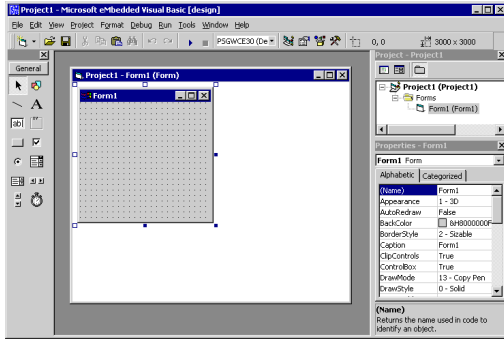 Project1 - Microsoft eMbedded Visual Basic [design]
File Edit View Project Format Debug Run Tools Window Help
PSGWCE30 (De
0, 0
3000 x 3000
General
A
ab|
Project1 - Form1 (Form)
Form1
Project - Project1
Project1 (Project1)
Forms
Form1 (Form1)
Properties - Form1
Form1 Form
Alphabetic Categorized
(Name) Form1
Appearance 1 - 3D
AutoRedraw False
BackColor &H8000000F
BorderStyle 2 - Sizable
Caption Form1
ClipControls True
ControlBox True
DrawMode 13 - Copy Pen
DrawStyle 0 - Solid
(Name)
Returns the name used in code to
identify an object.